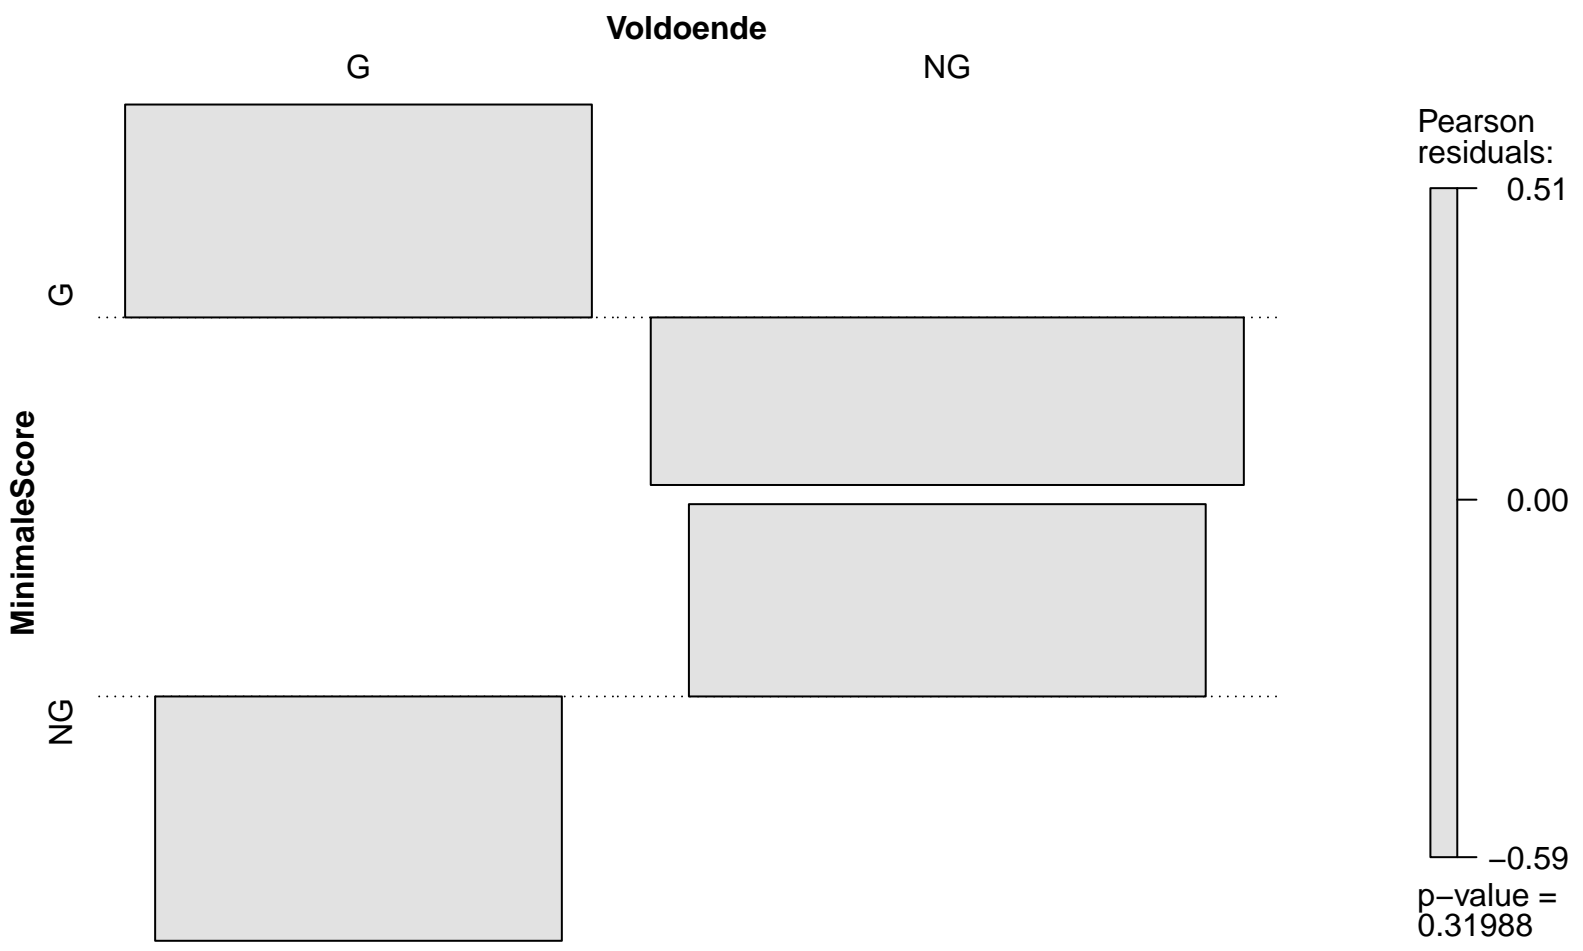 Voldoende
G NG
G
MinimaleScore
NG
Pearson
residuals:
0.51
0.00
−0.59
p−value =
0.31988